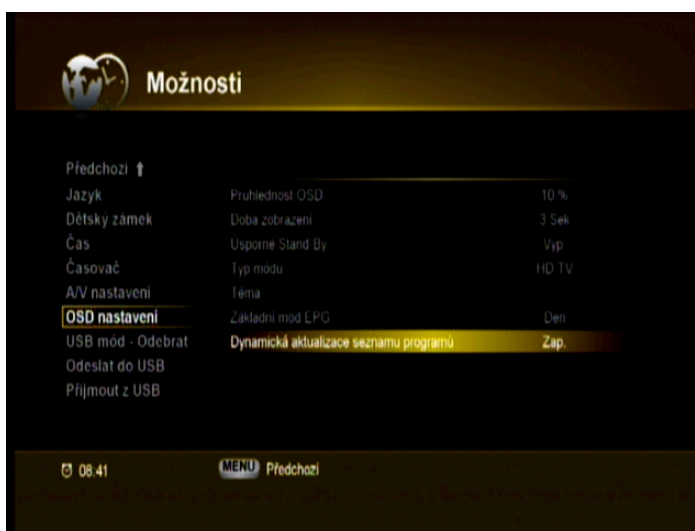 Možnosti
Předchozí ⬆
Jazyk
Dětský zámek
Čas
Časovač
A/V nastavení
OSD nastavení
USB mód - Odebrat
Odeslat do USB
Příjmout z USB
Pruhlednost OSD 10 %
Doba zobrazení 3 Sek
Úsporné Stand By Vyp
Typ módu HD TV
Téma
Základní mód EPG Den
Dynamická aktualizace seznamu programů Zap.
08:41
MENU Předchozí